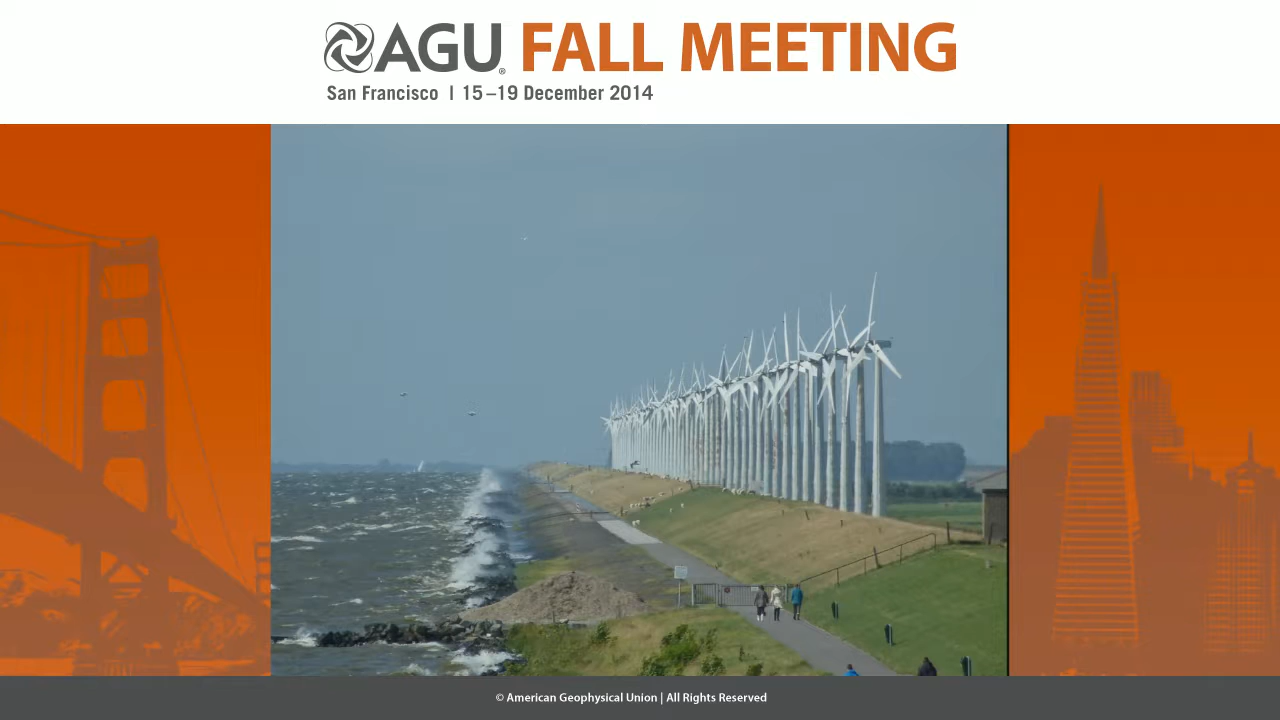 AGU® FALL MEETING
San Francisco | 15–19 December 2014
© American Geophysical Union | All Rights Reserved